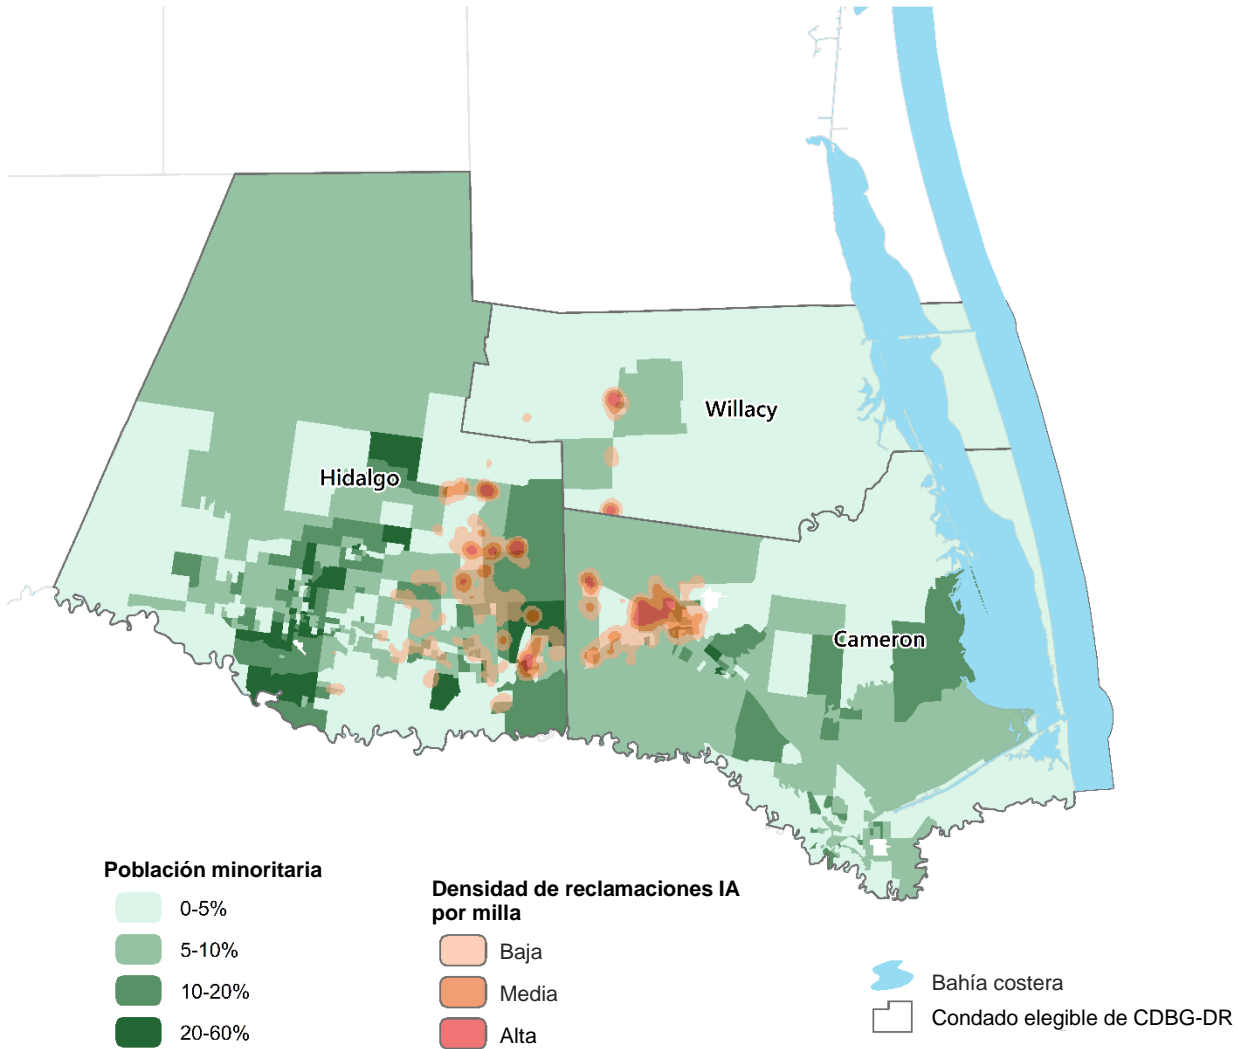 Willacy
Hidalgo
Cameron
Población minoritaria
0-5%
5-10%
10-20%
20-60%
Densidad de reclamaciones IA
por milla
Baja
Media
Alta
Bahía costera
Condado elegible de CDBG-DR